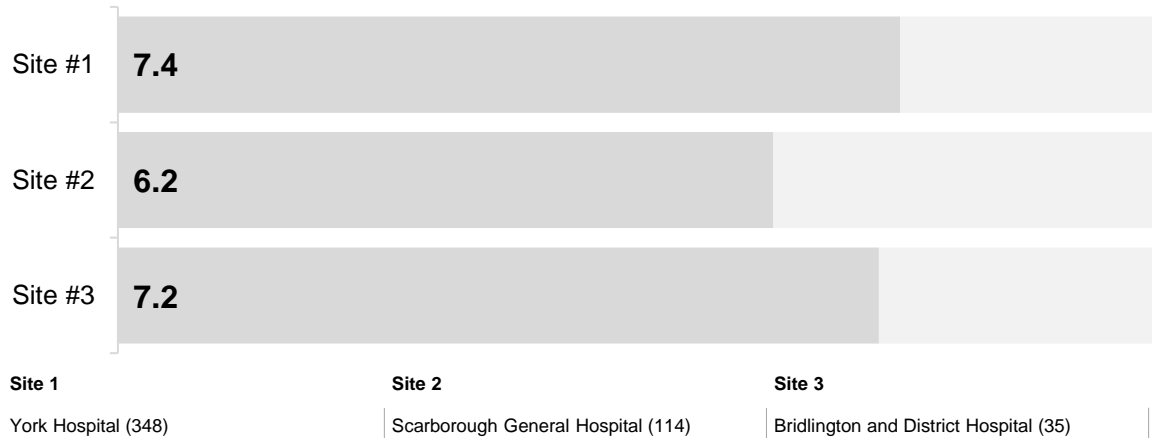 Site #1 7.4
Site #2 6.2
Site #3 7.2
Site 1 Site 2 Site 3
York Hospital (348) Scarborough General Hospital (114) Bridlington and District Hospital (35)